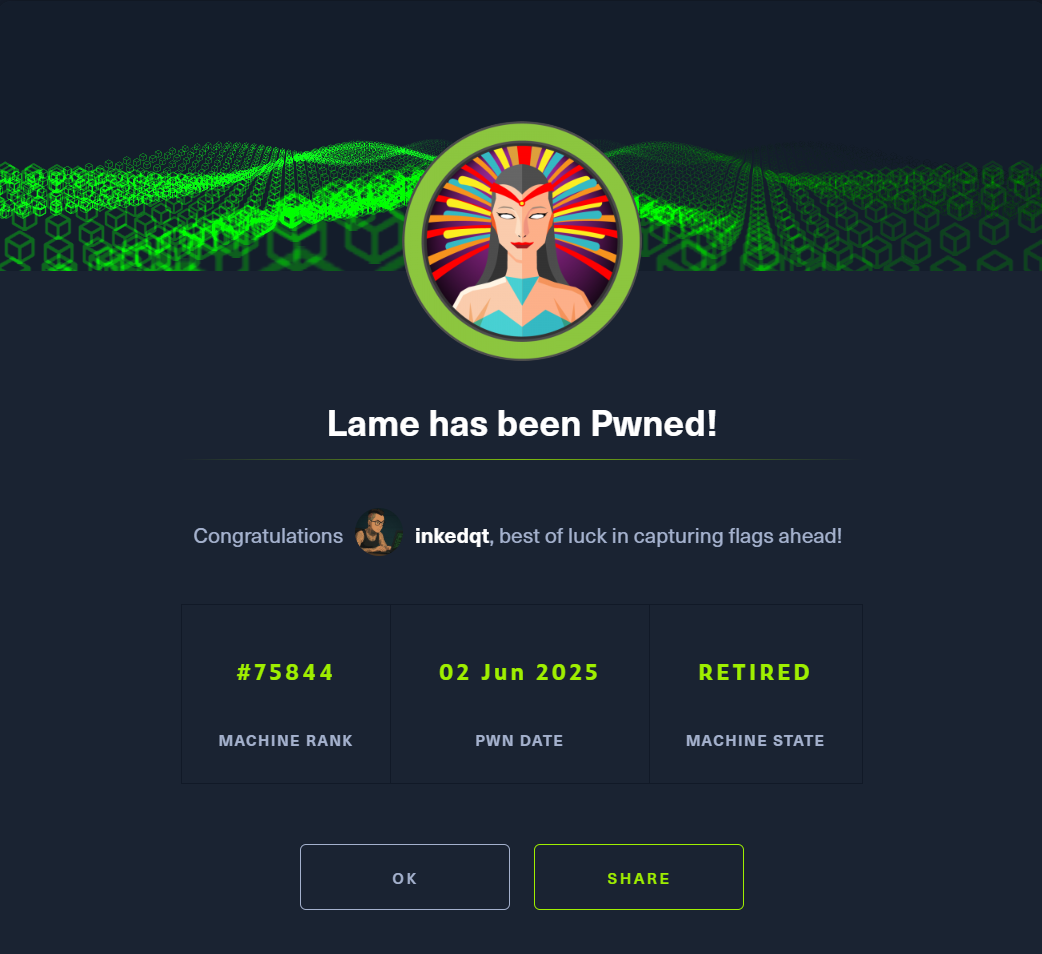 Lame has been Pwned!
Congratulations inkedqt, best of luck in capturing flags ahead!
#75844 02 Jun 2025 RETIRED
MACHINE RANK PWN DATE MACHINE STATE
OK SHARE